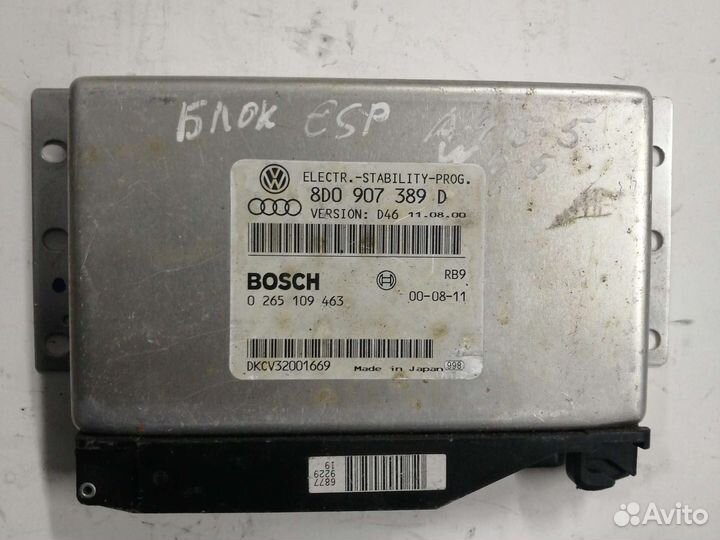 БЛОК ESP
ELECTR.-STABILITY-PROG.
8D0 907 389 D
VERSION: D46 11.08.00
BOSCH
RB9
0 265 109 463
00-08-11
DKCV32001669
Made in Japan
998
6877
9229
19
Avito